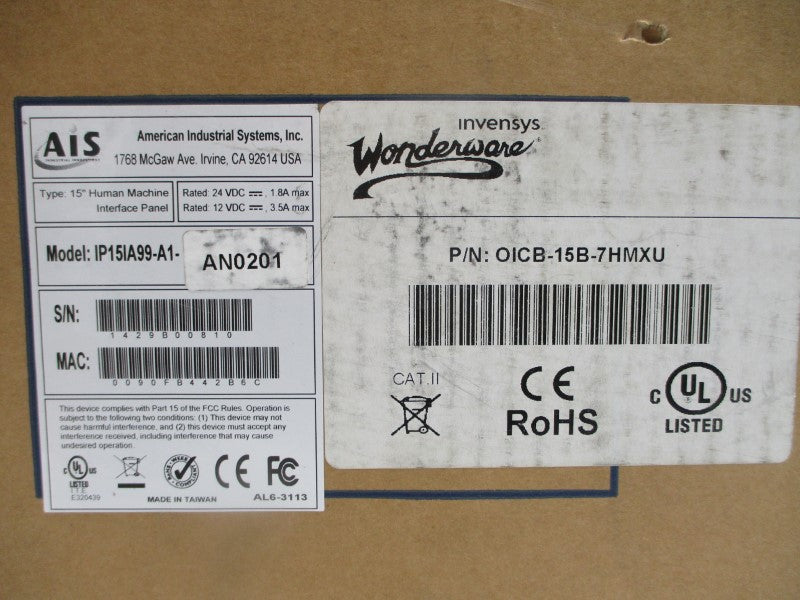 AiS
American Industrial Systems, Inc.
1768 McGaw Ave. Irvine, CA 92614 USA
Type: 15" Human Machine
Interface Panel
Rated: 24 VDC ⎓, 1.8A max
Rated: 12 VDC ⎓, 3.5A max
Model: IP15IA99-A1-
AN0201
S/N:
1429B00810
MAC:
0090FB442B6C
This device complies with Part 15 of the FCC Rules. Operation is
subject to the following two conditions: (1) This device may not
cause harmful interference, and (2) this device must accept any
interference received, including interference that may cause
undesired operation.
C UL US
LISTED
I.T.E
E320439
CE
FC
MADE IN TAIWAN
AL6-3113
invensys
Wonderware
P/N: OICB-15B-7HMXU
CAT.II
CE
RoHS
C UL US
LISTED